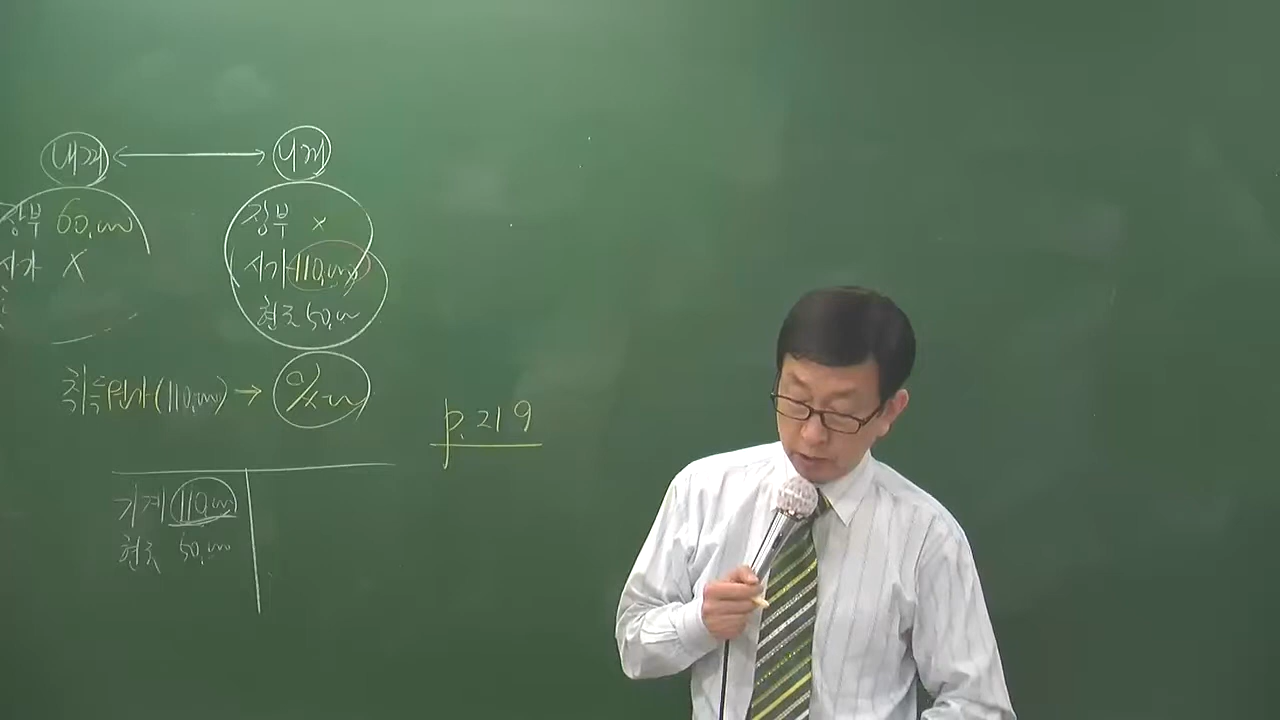 내꺼 ↔ 니꺼
장부 60,000 장부 x
시가 X 시가 110,000
현금 50,000
취득원가 (110,000) →
p. 219
기계 110,000
현금 50,000